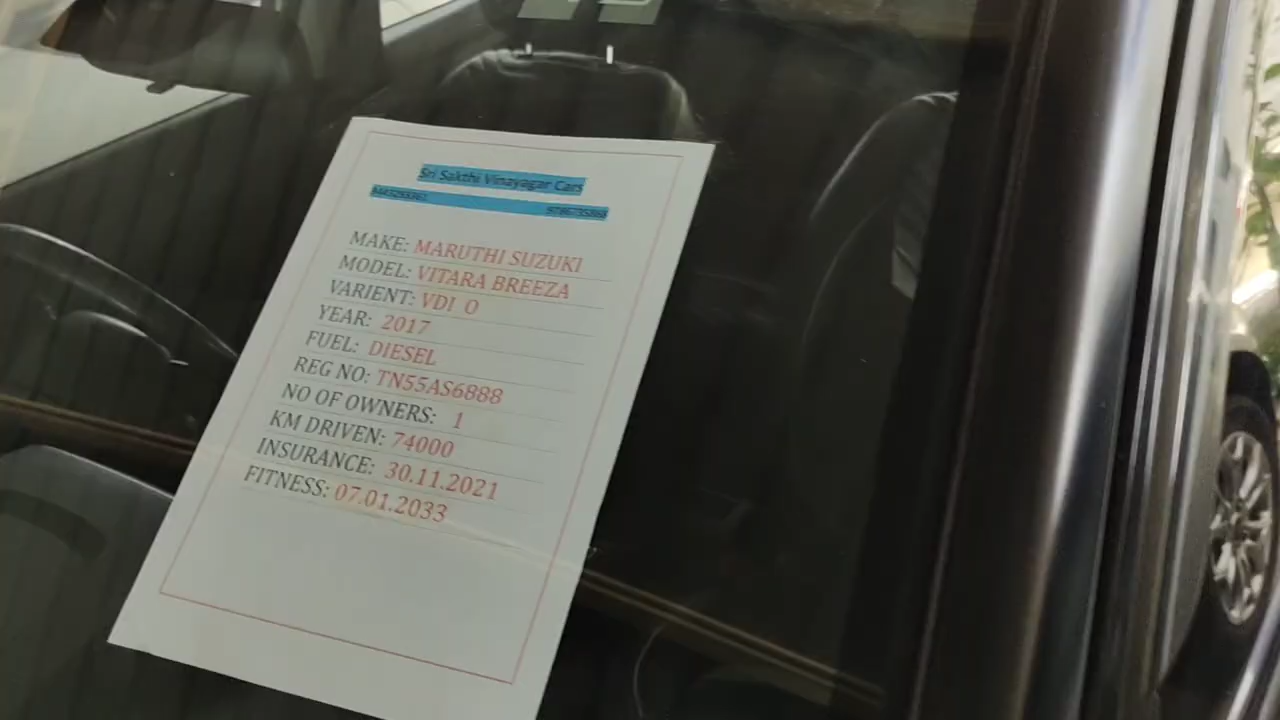 Sri Sakthi Vinayagar Cars
MAKE: MARUTHI SUZUKI
MODEL: VITARA BREEZA
VARIENT: VDI O
YEAR: 2017
FUEL: DIESEL
REG NO: TN55AS6888
NO OF OWNERS: 1
KM DRIVEN: 74000
INSURANCE: 30.11.2021
FITNESS: 07.01.2033